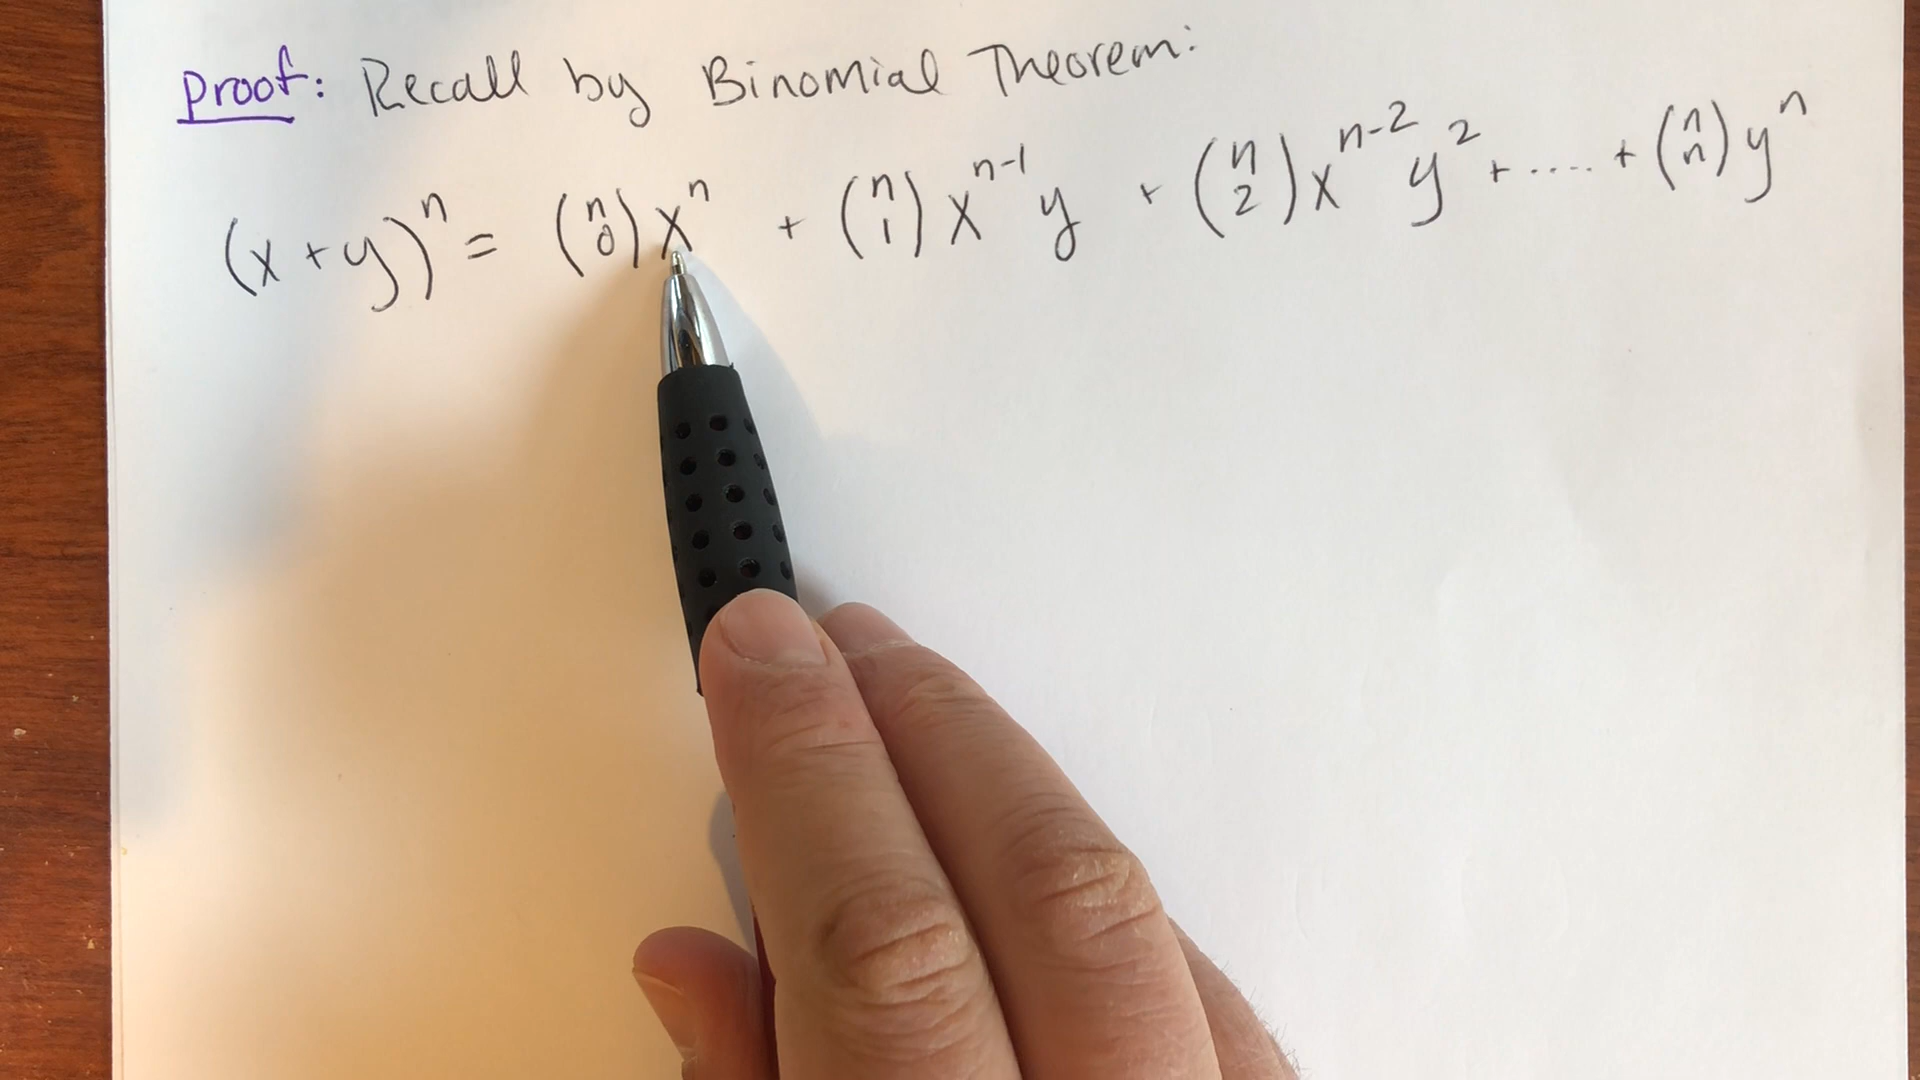 Proof: Recall by Binomial Theorem:
(x+y)^n = (n 0) x^n + (n 1) x^{n-1} y + (n 2) x^{n-2} y^2 + ..... + (n n) y^n